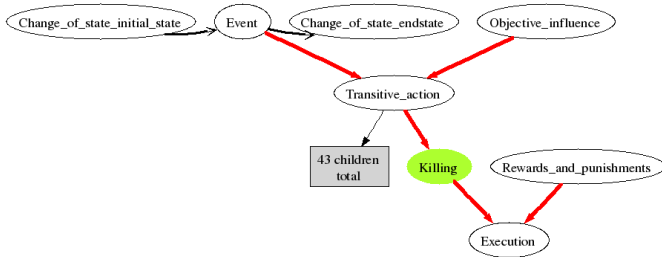 Change_of_state_initial_state
Event
Change_of_state_endstate
Objective_influence
Transitive_action
43 children
total
Killing
Rewards_and_punishments
Execution